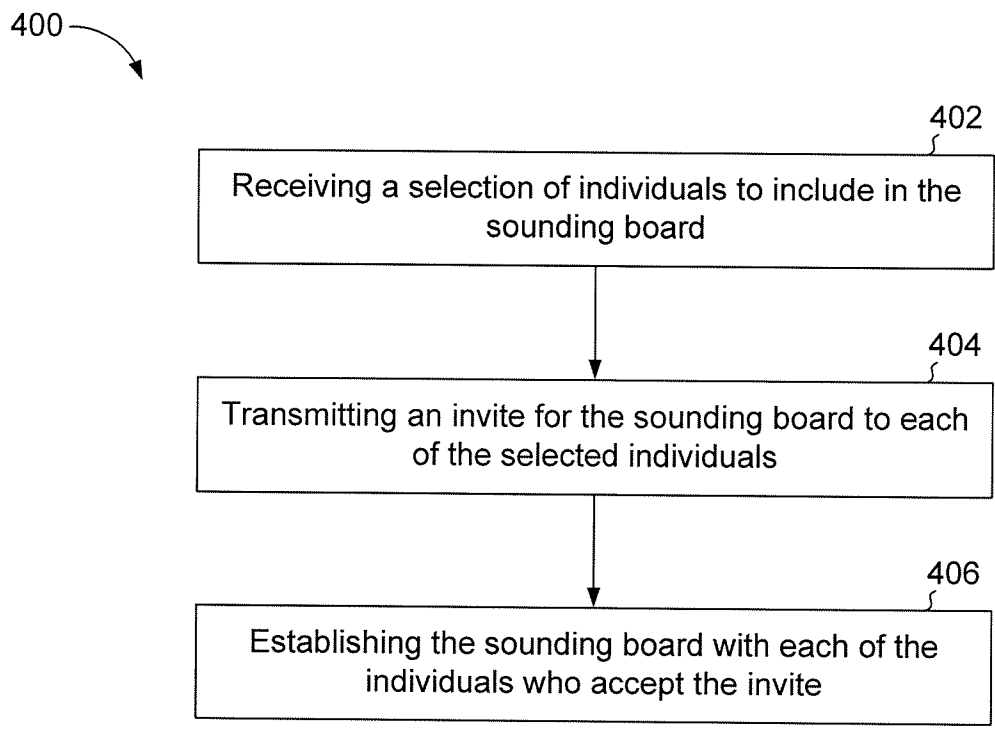 400
402
Receiving a selection of individuals to include in the
sounding board
404
Transmitting an invite for the sounding board to each
of the selected individuals
406
Establishing the sounding board with each of the
individuals who accept the invite